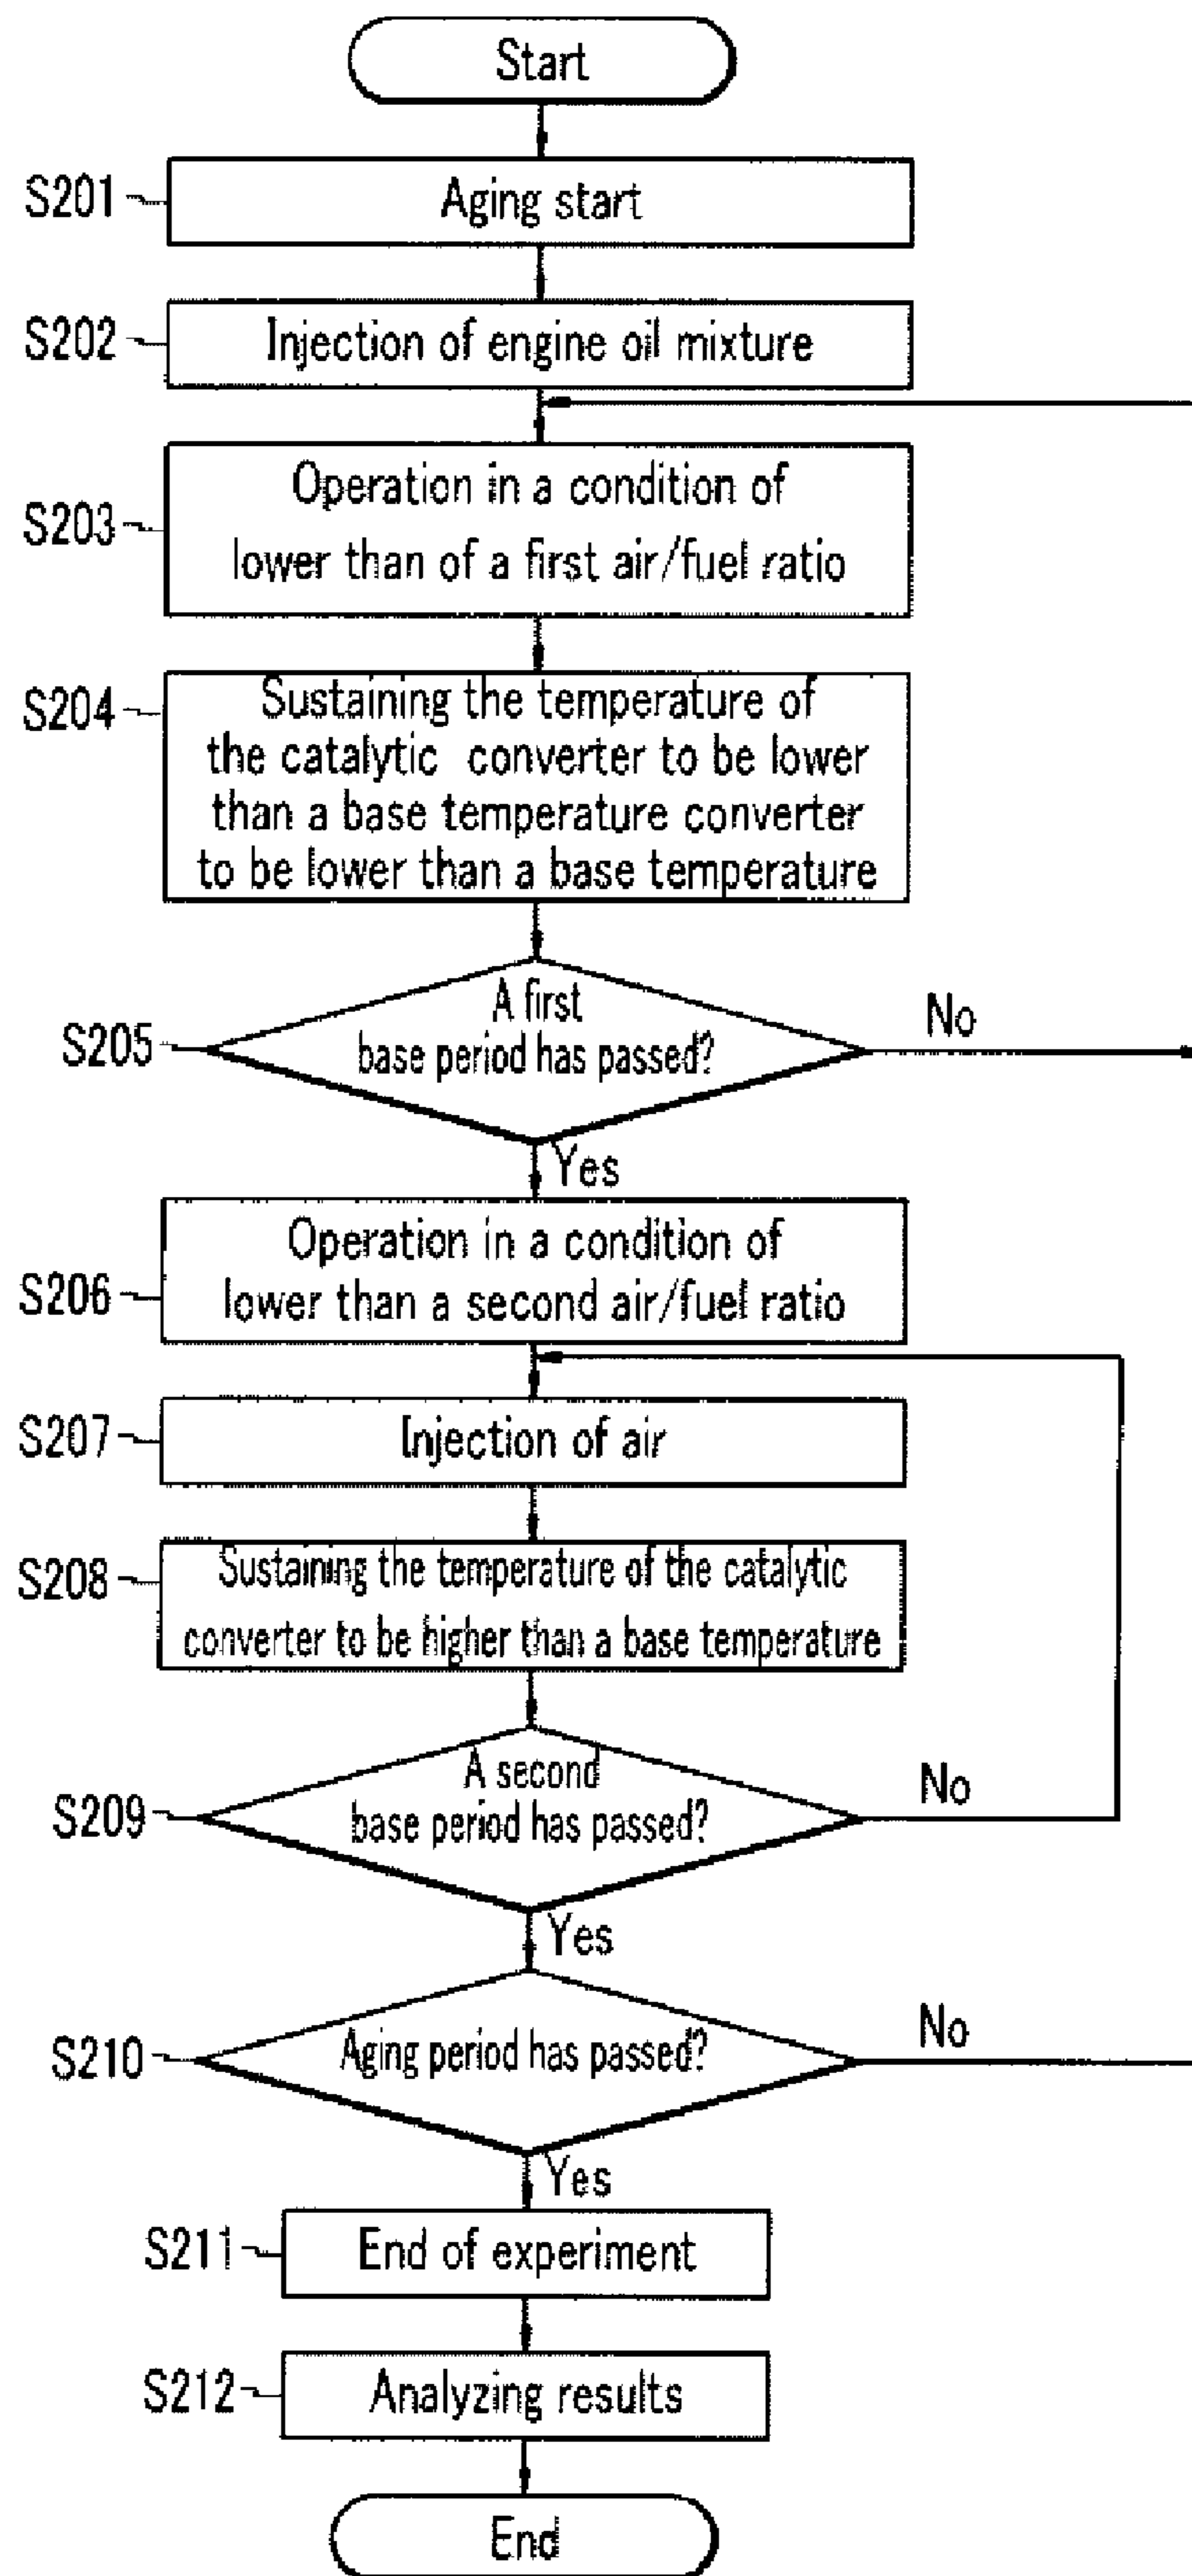 Start
S201
Aging start
S202
Injection of engine oil mixture
S203
Operation in a condition of
lower than of a first air/fuel ratio
S204
Sustaining the temperature of
the catalytic converter to be lower
than a base temperature converter
to be lower than a base temperature
S205
A first
base period has passed?
No
Yes
S206
Operation in a condition of
lower than a second air/fuel ratio
S207
Injection of air
S208
Sustaining the temperature of the catalytic
converter to be higher than a base temperature
S209
A second
base period has passed?
No
Yes
S210
Aging period has passed?
No
Yes
S211
End of experiment
S212
Analyzing results
End